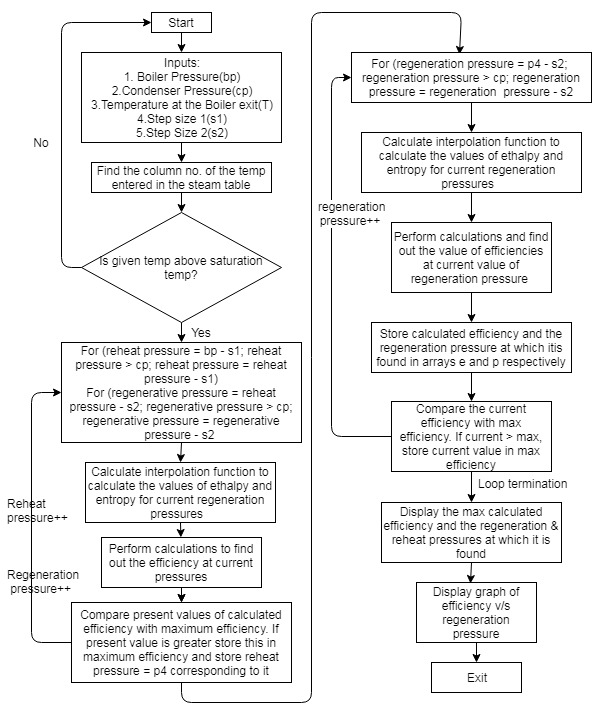 Start
Inputs:
1. Boiler Pressure(bp)
2.Condenser Pressure(cp)
3.Temperature at the Boiler exit(T)
4.Step size 1(s1)
5.Step Size 2(s2)
No
Find the column no. of the temp
entered in the steam table
Is given temp above saturation
temp?
Yes
For (reheat pressure = bp - s1; reheat
pressure > cp; reheat pressure = reheat
pressure - s1)
For (regenerative pressure = reheat
pressure - s2; regenerative pressure > cp;
regenerative pressure = regenerative
pressure - s2
Calculate interpolation function to
calculate the values of ethalpy and
entropy for current regeneration
pressures
Reheat
pressure++
Perform calculations to find
out the efficiency at current
pressures
Regeneration
pressure++
Compare present values of calculated
efficiency with maximum efficiency. If
present value is greater store this in
maximum efficiency and store reheat
pressure = p4 corresponding to it
For (regeneration pressure = p4 - s2;
regeneration pressure > cp; regeneration
pressure = regeneration pressure - s2
Calculate interpolation function to
calculate the values of ethalpy and
entropy for current regeneration
pressures
regeneration
pressure++
Perform calculations and find
out the value of efficiencies
at current value of
regeneration pressure
Store calculated efficiency and the
regeneration pressure at which itis
found in arrays e and p respectively
Compare the current
efficiency with max
efficiency. If current > max,
store current value in max
efficiency
Loop termination
Display the max calculated
efficiency and the regeneration &
reheat pressures at which it is
found
Display graph of
efficiency v/s
regeneration
pressure
Exit